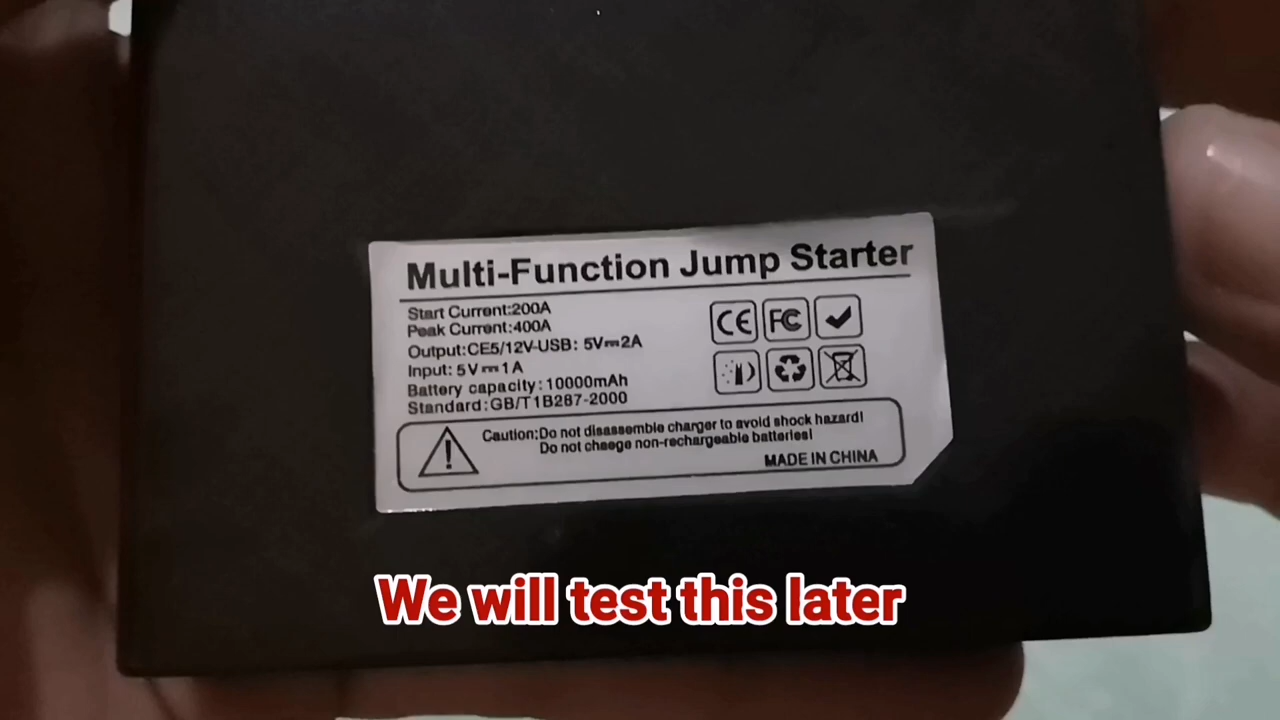 Multi-Function Jump Starter
Start Current:200A
Peak Current:400A
Output:CE5/12V-USB: 5V⎓2A
Input: 5V⎓1A
Battery capacity:10000mAh
Standard:GB/T1B287-2000
CE FC
Caution:Do not disassemble charger to avoid shock hazard!
Do not chaege non-rechargeable batteries!
MADE IN CHINA
We will test this later